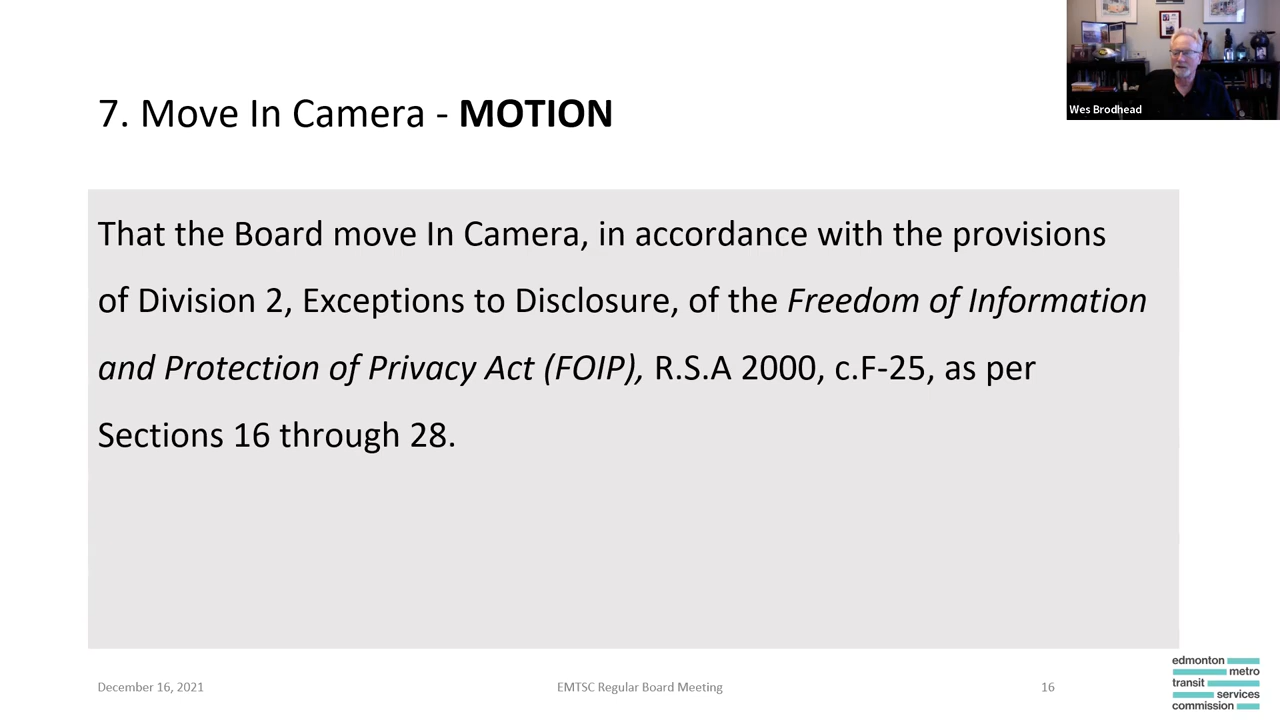 Wes Brodhead
7. Move In Camera - MOTION
That the Board move In Camera, in accordance with the provisions
of Division 2, Exceptions to Disclosure, of the Freedom of Information
and Protection of Privacy Act (FOIP), R.S.A 2000, c.F-25, as per
Sections 16 through 28.
December 16, 2021
EMTSC Regular Board Meeting
16
edmonton
metro
transit
services
commission